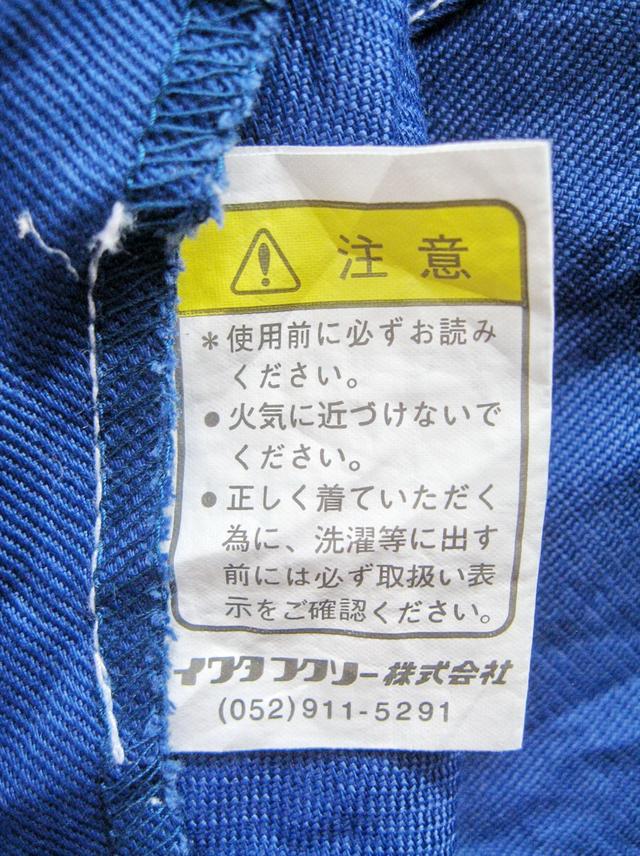 注意
＊使用前に必ずお読み
ください。
●火気に近づけないで
ください。
●正しく着ていただく
為に、洗濯等に出す
前には必ず取扱い表
示をご確認ください。
イワタフクソー株式会社
(052)911-5291